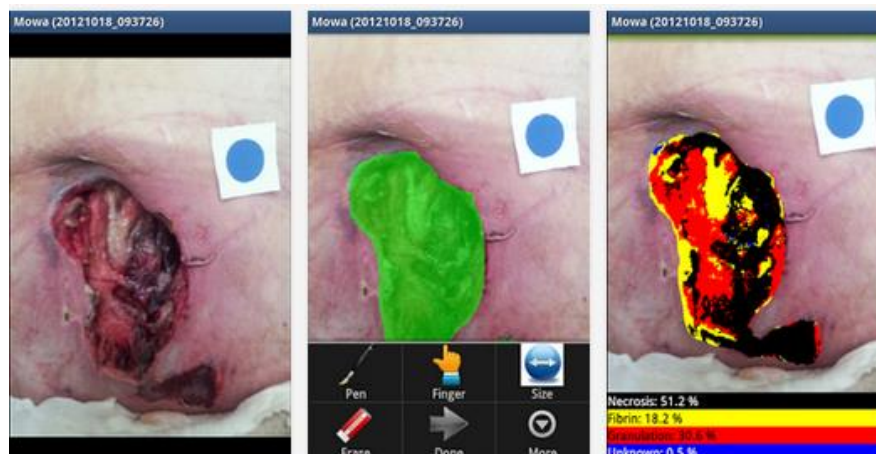 Mowa (20121018_093726)
Mowa (20121018_093726)
Mowa (20121018_093726)
Pen
Finger
Size
Erase
Done
More
Necrosis: 51.2 %
Fibrin: 18.2 %
Granulation: 30.6 %
Unknown: 0.5 %